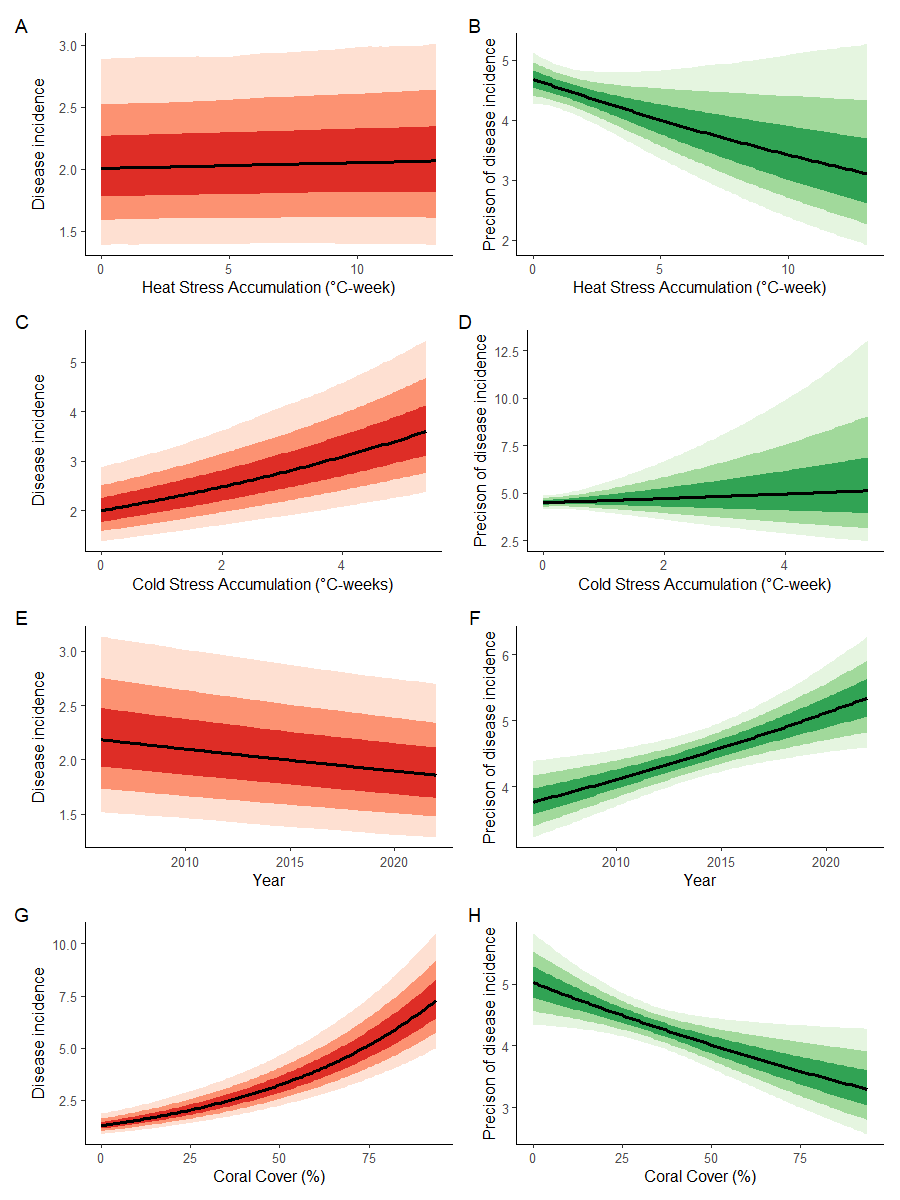 A
Disease incidence
3.0
2.5
2.0
1.5
0
5
10
Heat Stress Accumulation (°C-week)
B
Precison of disease incidence
5
4
3
2
0
5
10
Heat Stress Accumulation (°C-week)
C
Disease incidence
5
4
3
2
0
2
4
Cold Stress Accumulation (°C-weeks)
D
Precison of disease incidence
12.5
10.0
7.5
5.0
2.5
0
2
4
Cold Stress Accumulation (°C-week)
E
Disease incidence
3.0
2.5
2.0
1.5
2010
2015
2020
Year
F
Precison of disease incidence
6
5
4
2010
2015
2020
Year
G
Disease incidence
10.0
7.5
5.0
2.5
0
25
50
75
Coral Cover (%)
H
Precison of disease incidence
5
4
3
0
25
50
75
Coral Cover (%)